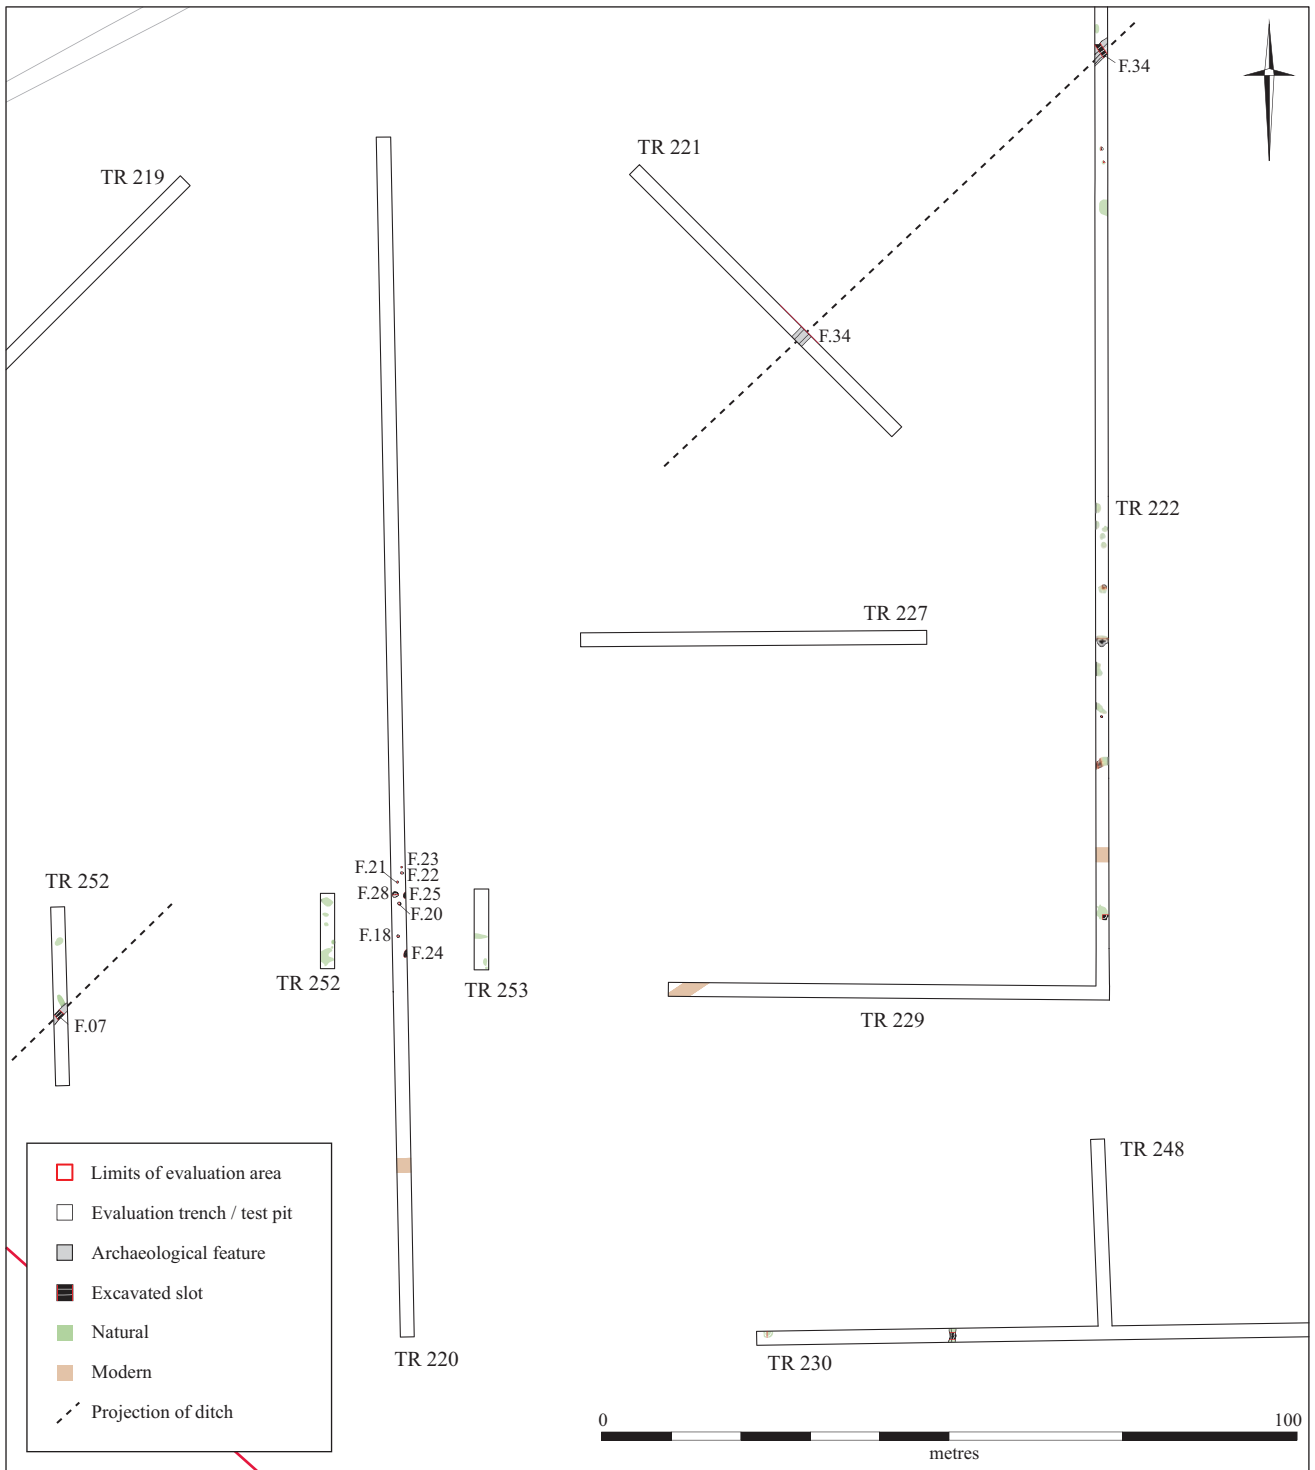 F.34
TR 221
TR 219
F.34
TR 222
TR 227
F.23
F.21
F.22
TR 252
F.28
F.25
F.20
F.18
F.24
TR 252
TR 253
F.07
TR 229
TR 248
Limits of evaluation area
Evaluation trench / test pit
Archaeological feature
Excavated slot
Natural
Modern
Projection of ditch
TR 220
TR 230
0
100
metres